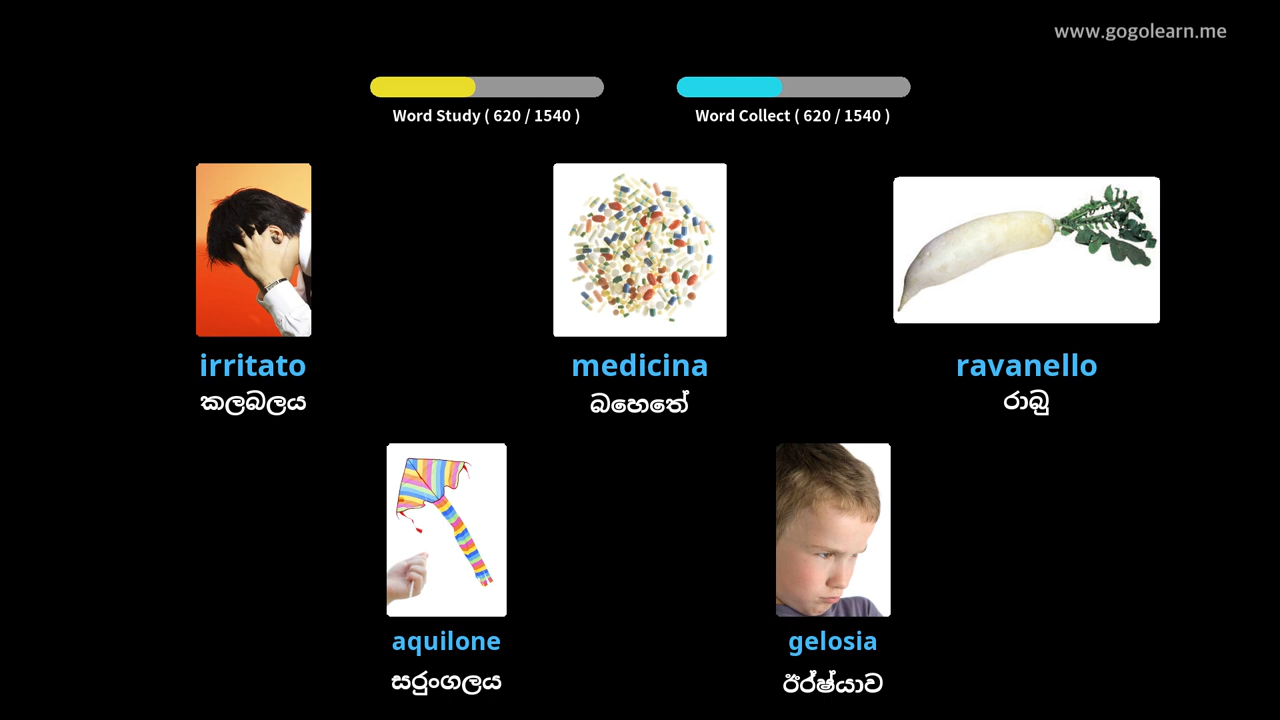 www.gogolearn.me
Word Study ( 620 / 1540 )
Word Collect ( 620 / 1540 )
irritato
කලබලය
medicina
බහෙතේ
ravanello
රාබු
aquilone
සරුංගලය
gelosia
ඊර්ෂ්යාව